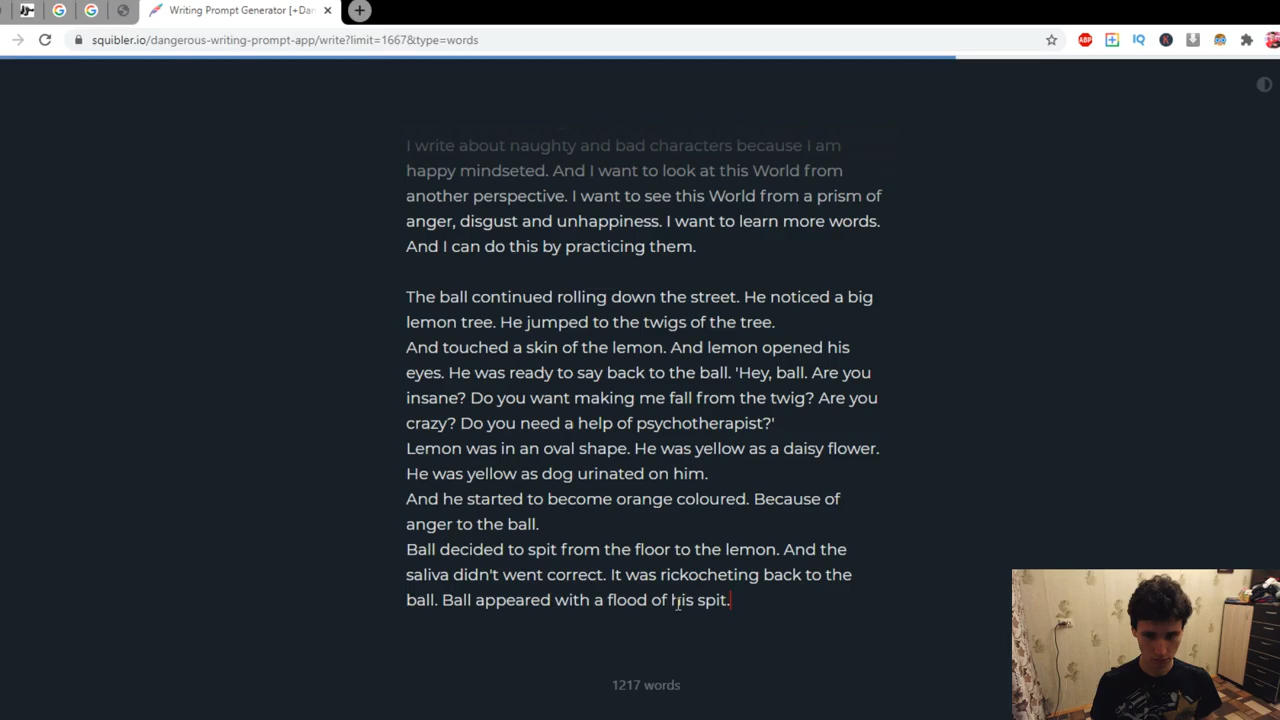 Writing Prompt Generator [+Dan
squibler.io/dangerous-writing-prompt-app/write?limit=1667&type=words
I write about naughty and bad characters because I am
happy mindseted. And I want to look at this World from
another perspective. I want to see this World from a prism of
anger, disgust and unhappiness. I want to learn more words.
And I can do this by practicing them.
The ball continued rolling down the street. He noticed a big
lemon tree. He jumped to the twigs of the tree.
And touched a skin of the lemon. And lemon opened his
eyes. He was ready to say back to the ball. 'Hey, ball. Are you
insane? Do you want making me fall from the twig? Are you
crazy? Do you need a help of psychotherapist?'
Lemon was in an oval shape. He was yellow as a daisy flower.
He was yellow as dog urinated on him.
And he started to become orange coloured. Because of
anger to the ball.
Ball decided to spit from the floor to the lemon. And the
saliva didn't went correct. It was rickocheting back to the
ball. Ball appeared with a flood of his spit.
1217 words